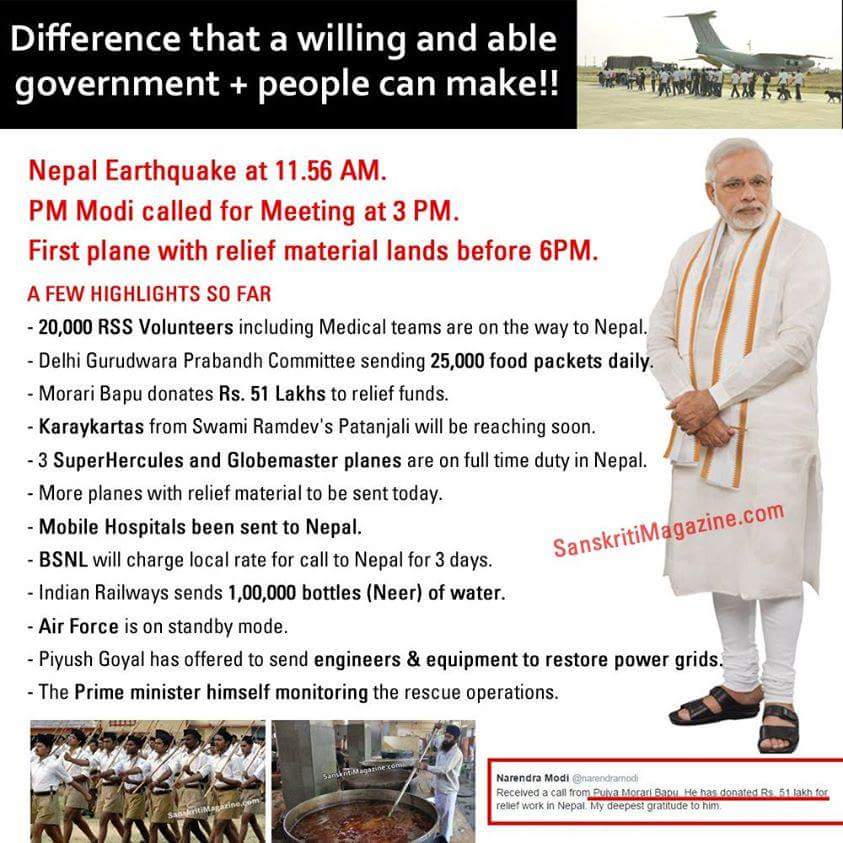 Difference that a willing and able
government + people can make!!
Nepal Earthquake at 11.56 AM.
PM Modi called for Meeting at 3 PM.
First plane with relief material lands before 6PM.
A FEW HIGHLIGHTS SO FAR
- 20,000 RSS Volunteers including Medical teams are on the way to Nepal.
- Delhi Gurudwara Prabandh Committee sending 25,000 food packets daily.
- Morari Bapu donates Rs. 51 Lakhs to relief funds.
- Karaykartas from Swami Ramdev's Patanjali will be reaching soon.
- 3 SuperHercules and Globemaster planes are on full time duty in Nepal.
- More planes with relief material to be sent today.
- Mobile Hospitals been sent to Nepal.
- BSNL will charge local rate for call to Nepal for 3 days.
- Indian Railways sends 1,00,000 bottles (Neer) of water.
- Air Force is on standby mode.
- Piyush Goyal has offered to send engineers & equipment to restore power grids.
- The Prime minister himself monitoring the rescue operations.
SanskritiMagazine.com
SanskritiMagazine.com
SanskritiMagazine.com
Narendra Modi @narendramodi
Received a call from Pujya Morari Bapu. He has donated Rs. 51 lakh for
relief work in Nepal. My deepest gratitude to him.